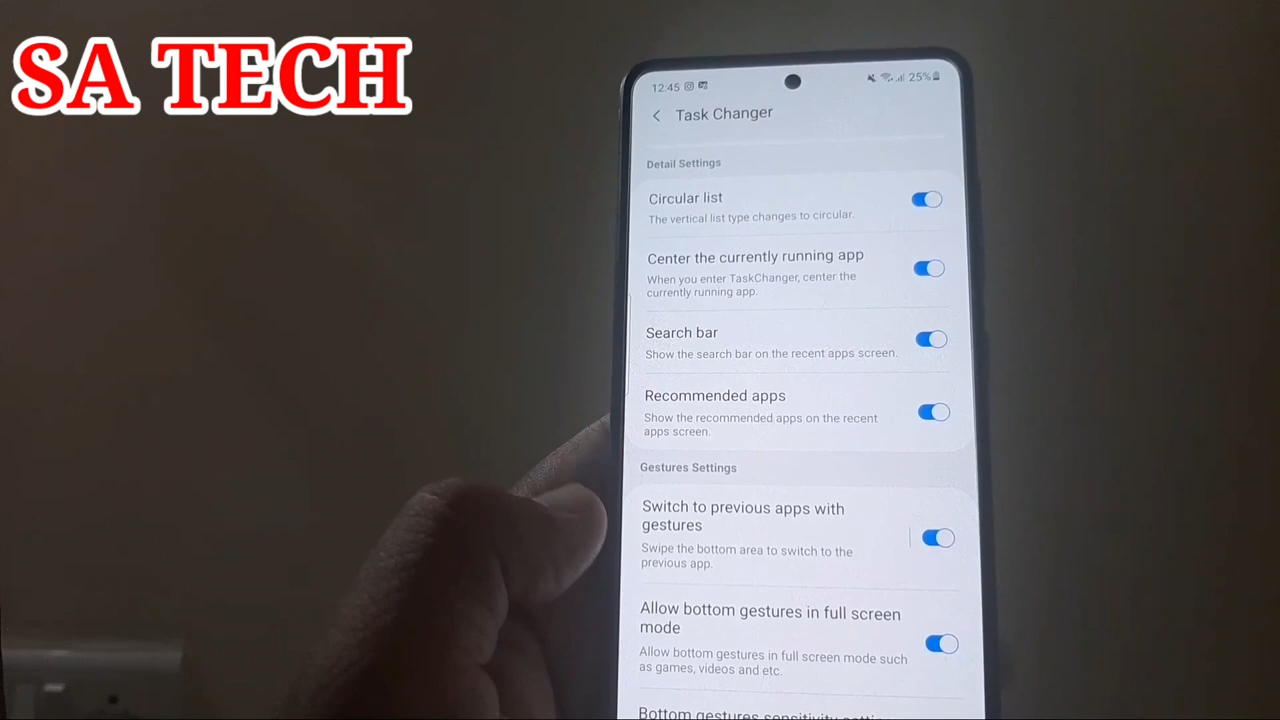 SA TECH
12:45
25%
Task Changer
Detail Settings
Circular list
The vertical list type changes to circular.
Center the currently running app
When you enter TaskChanger, center the
currently running app.
Search bar
Show the search bar on the recent apps screen.
Recommended apps
Show the recommended apps on the recent
apps screen.
Gestures Settings
Switch to previous apps with
gestures
Swipe the bottom area to switch to the
previous app.
Allow bottom gestures in full screen
mode
Allow bottom gestures in full screen mode such
as games, videos and etc.
Bottom gestures sensitivity